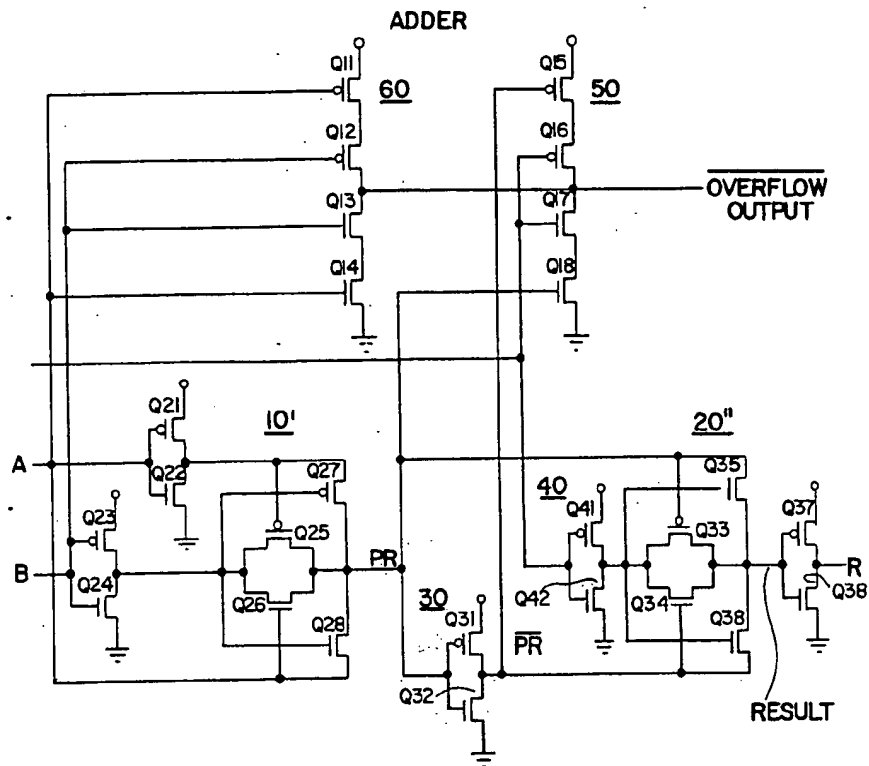 ADDER
Q11
60
Q15
50
Q12
Q16
OVERFLOW
OUTPUT
Q13
Q17
Q14
Q18
Q21
10'
20"
A
Q22
Q27
Q35
40
Q23
Q41
Q37
Q25
Q33
PR
B
R
Q24
Q26
30
Q42
Q34
Q38
Q28
Q31
PR
Q38
Q32
RESULT